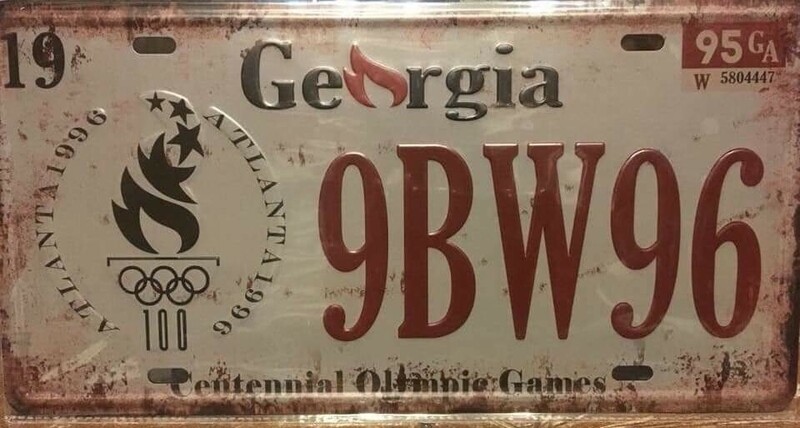 19
Georgia
95 GA
W 5804447
ATLANTA 1996
ATLANTA 1996
100
9BW96
Centennial Olympic Games